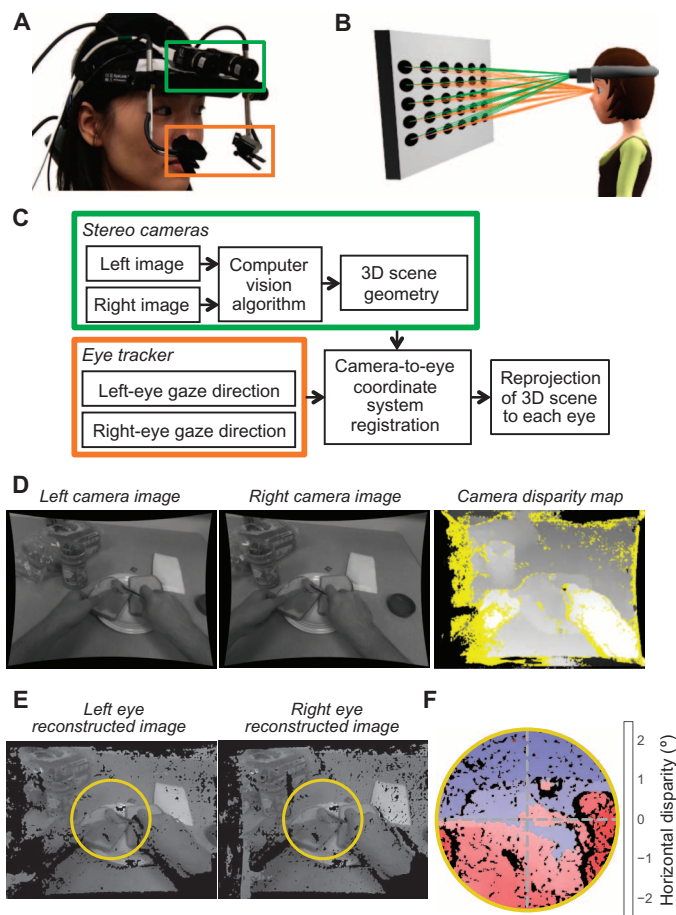 A
B
C
Stereo cameras
Left image
Right image
Computer
vision
algorithm
3D scene
geometry
Eye tracker
Left-eye gaze direction
Right-eye gaze direction
Camera-to-eye
coordinate
system
registration
Reprojection
of 3D scene
to each eye
D
Left camera image
Right camera image
Camera disparity map
E
Left eye
reconstructed image
Right eye
reconstructed image
F
2
1
0
−1
−2
Horizontal disparity (º)